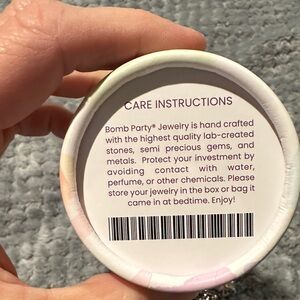 CARE INSTRUCTIONS
Bomb Party® Jewelry is hand crafted
with the highest quality lab-created
stones, semi precious gems, and
metals. Protect your investment by
avoiding contact with water,
perfume, or other chemicals. Please
store your jewelry in the box or bag it
came in at bedtime. Enjoy!